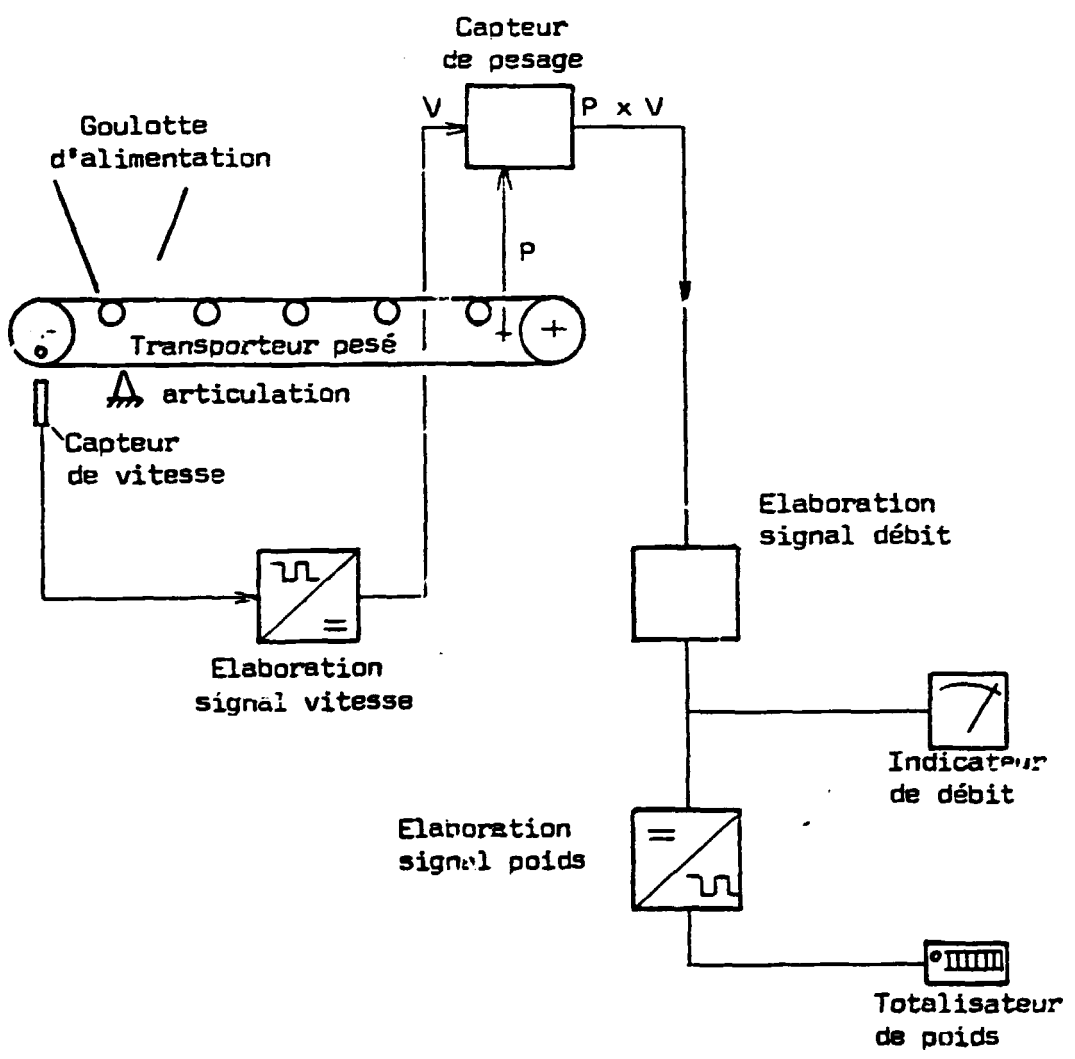 Capteur
de pesage
V
P x V
Goulotte
d'alimentation
P
Transporteur pesé
articulation
Capteur
de vitesse
Elaboration
signal débit
Elaboration
signal vitesse
Indicateur
de débit
Elaboration
signal poids
Totalisateur
de poids